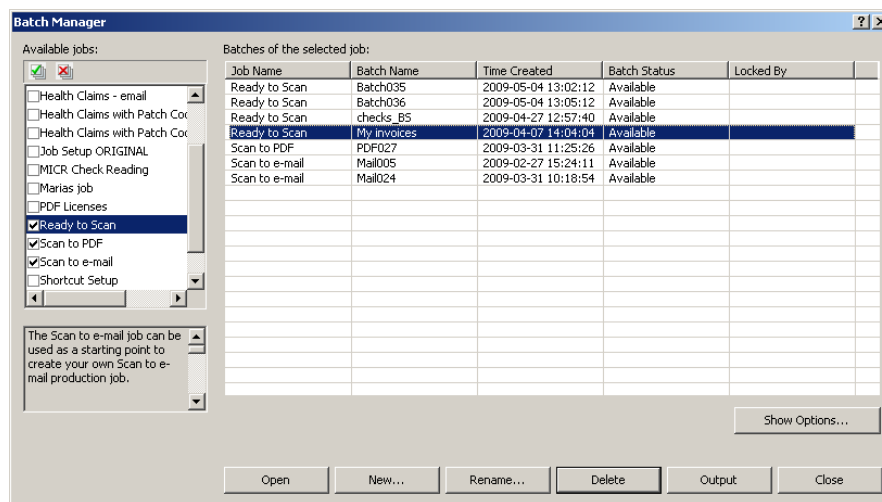 Batch Manager
Available jobs:
Batches of the selected job:
Job Name Batch Name Time Created Batch Status Locked By
Ready to Scan Batch035 2009-05-04 13:02:12 Available
Ready to Scan Batch036 2009-05-04 13:05:12 Available
Ready to Scan checks_BS 2009-04-27 12:57:40 Available
Ready to Scan My invoices 2009-04-07 14:04:04 Available
Scan to PDF PDF027 2009-03-31 11:25:26 Available
Scan to e-mail Mail005 2009-02-27 15:24:11 Available
Scan to e-mail Mail024 2009-03-31 10:18:54 Available
Health Claims - email
Health Claims with Patch Coc
Health Claims with Patch Coc
Job Setup ORIGINAL
MICR Check Reading
Marias job
PDF Licenses
Ready to Scan
Scan to PDF
Scan to e-mail
Shortcut Setup
The Scan to e-mail job can be
used as a starting point to
create your own Scan to e-
mail production job.
Show Options...
Open New... Rename... Delete Output Close